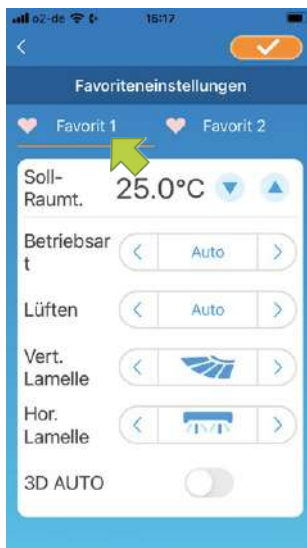 o2-de 15:17
Favoriteneinstellungen
Favorit 1 Favorit 2
Soll-
Raumt.
25.0°C
Betriebsar
t
Auto
Lüften
Auto
Vert.
Lamelle
Hor.
Lamelle
3D AUTO